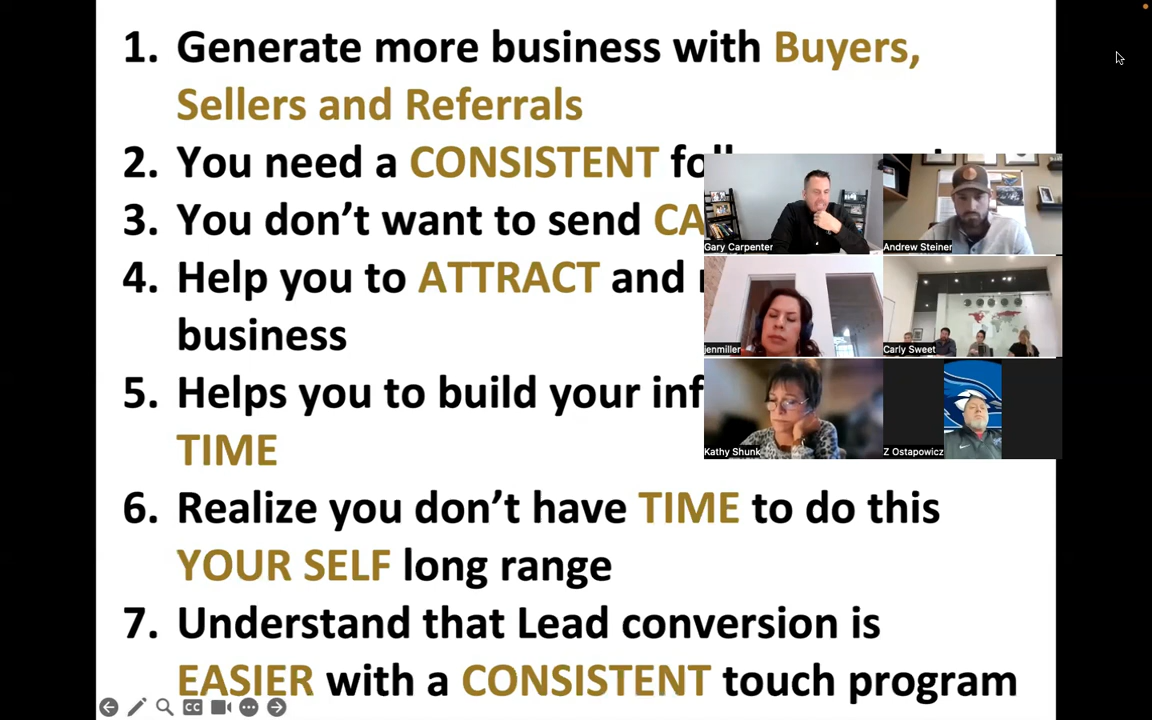 1. Generate more business with Buyers,
Sellers and Referrals
2. You need a CONSISTENT
3. You don't want to send
4. Help you to ATTRACT and
business
5. Helps you to build your
TIME
6. Realize you don't have TIME to do this
YOUR SELF long range
7. Understand that Lead conversion is
EASIER with a CONSISTENT touch program
Gary Carpenter
Andrew Steiner
jenmiller
Carly Sweet
Kathy Shunk
Z Ostapowicz
CC